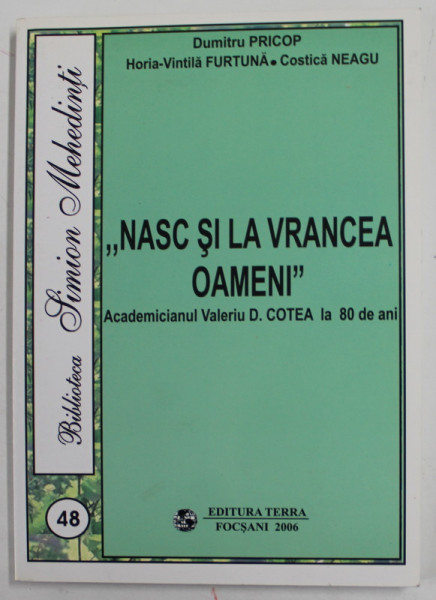 Dumitru PRICOP
Horia-Vintilă FURTUNĂ • Costică NEAGU
,,NASC ŞI LA VRANCEA
OAMENI”
Academicianul Valeriu D. COTEA la 80 de ani
Biblioteca Simion Mehedinţi
48
EDITURA TERRA
FOCŞANI 2006